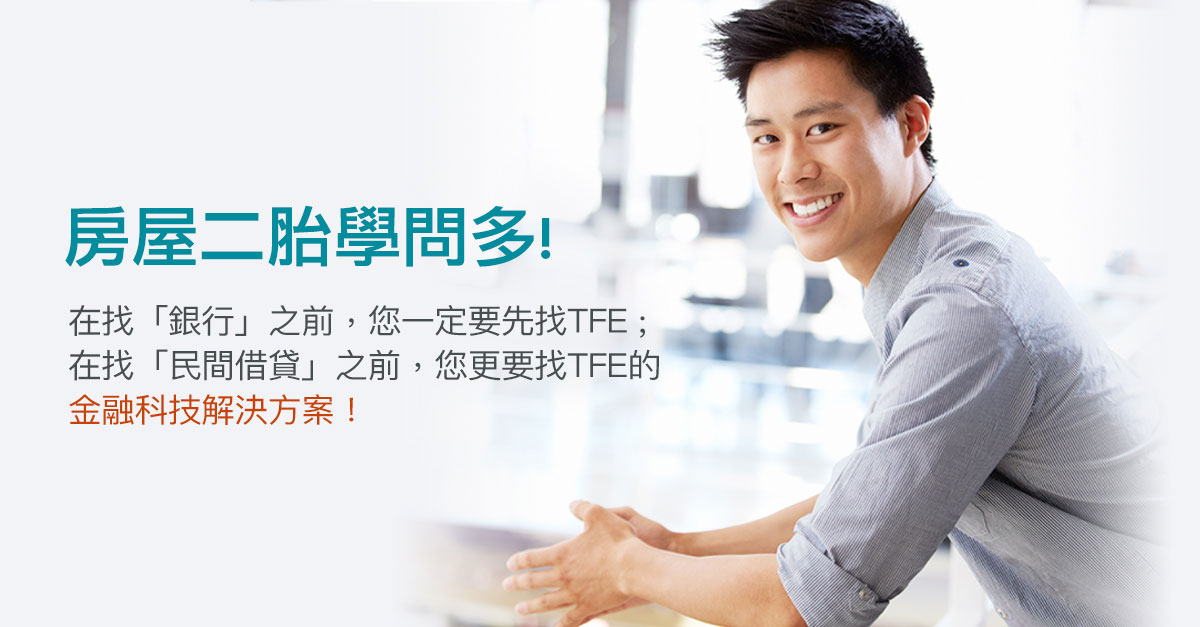 房屋二胎學問多!
在找「銀行」之前，您一定要先找TFE；
在找「民間借貸」之前，您更要找TFE的
金融科技解決方案！